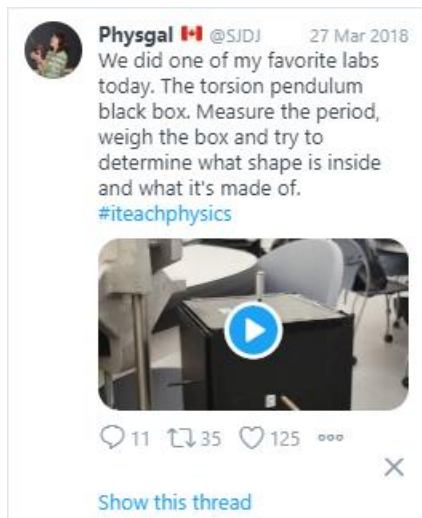 Physgal 🇨🇦 @SJDJ 27 Mar 2018
We did one of my favorite labs
today. The torsion pendulum
black box. Measure the period,
weigh the box and try to
determine what shape is inside
and what it's made of.
#iteachphysics
11 35 125
Show this thread